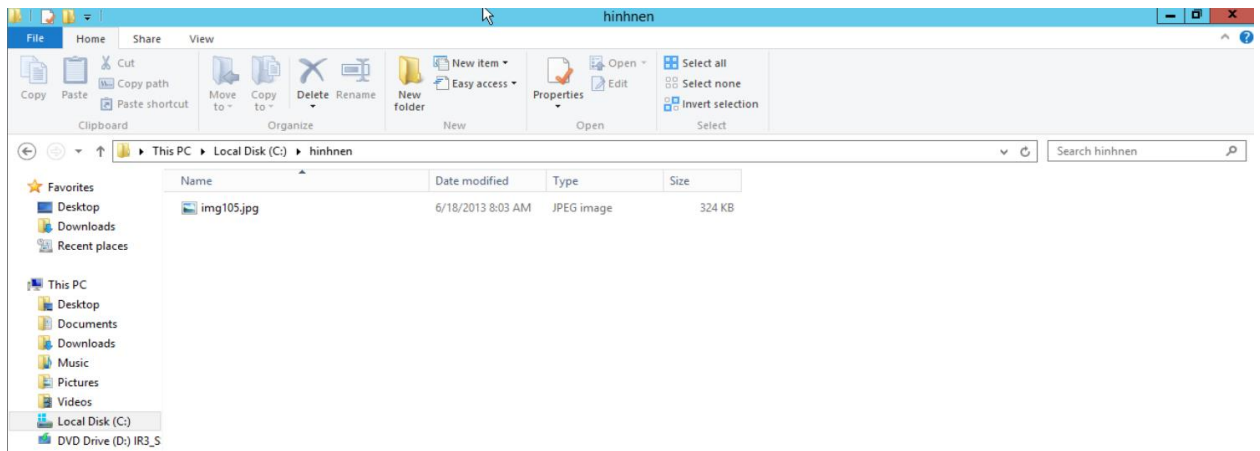 hinhnen
File Home Share View
Copy
Paste
Cut
Copy path
Paste shortcut
Clipboard
Move to
Copy to
Delete
Rename
Organize
New folder
New item
Easy access
New
Properties
Open
Edit
Open
Select all
Select none
Invert selection
Select
This PC Local Disk (C:) hinhnen
Search hinhnen
Name Date modified Type Size
img105.jpg 6/18/2013 8:03 AM JPEG image 324 KB
Favorites
Desktop
Downloads
Recent places
This PC
Desktop
Documents
Downloads
Music
Pictures
Videos
Local Disk (C:)
DVD Drive (D:) IR3_S